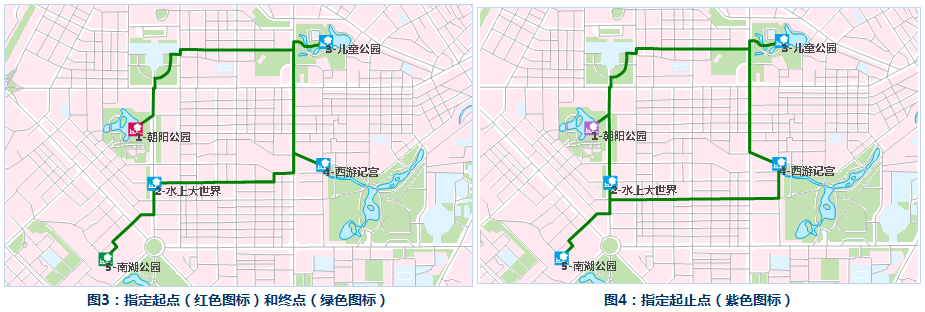 3-儿童公园
1-朝阳公园
4-西游记宫
2-水上大世界
5-南湖公园
图3：指定起点（红色图标）和终点（绿色图标）
3-儿童公园
1-朝阳公园
4-西游记宫
2-水上大世界
5-南湖公园
图4：指定起止点（紫色图标）